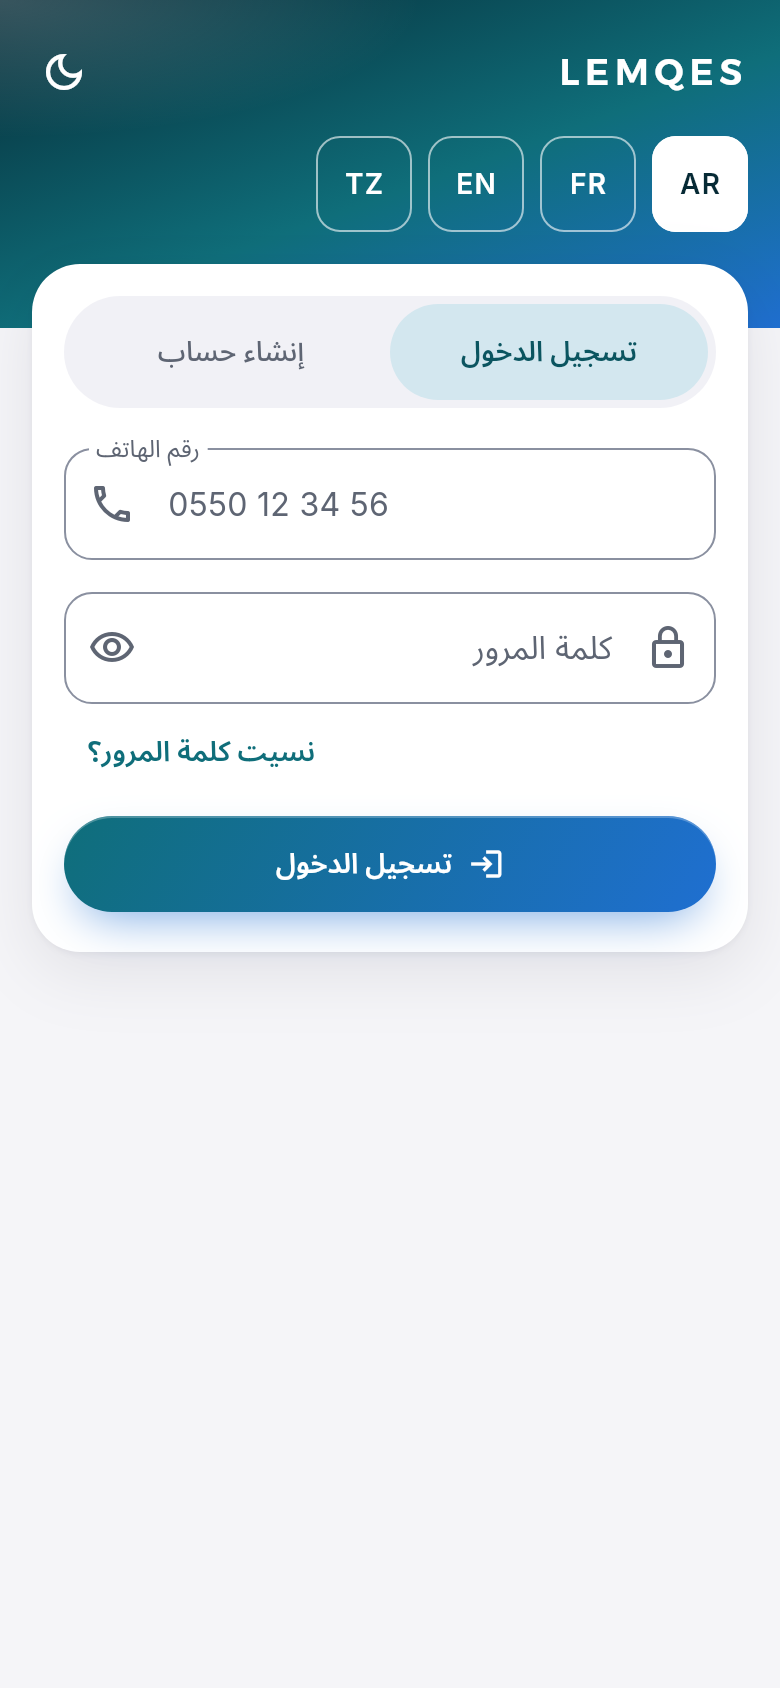 LEMQES
AR FR EN TZ
تسجيل الدخول
إنشاء حساب
رقم الهاتف
0550 12 34 56
كلمة المرور
نسيت كلمة المرور؟
تسجيل الدخول